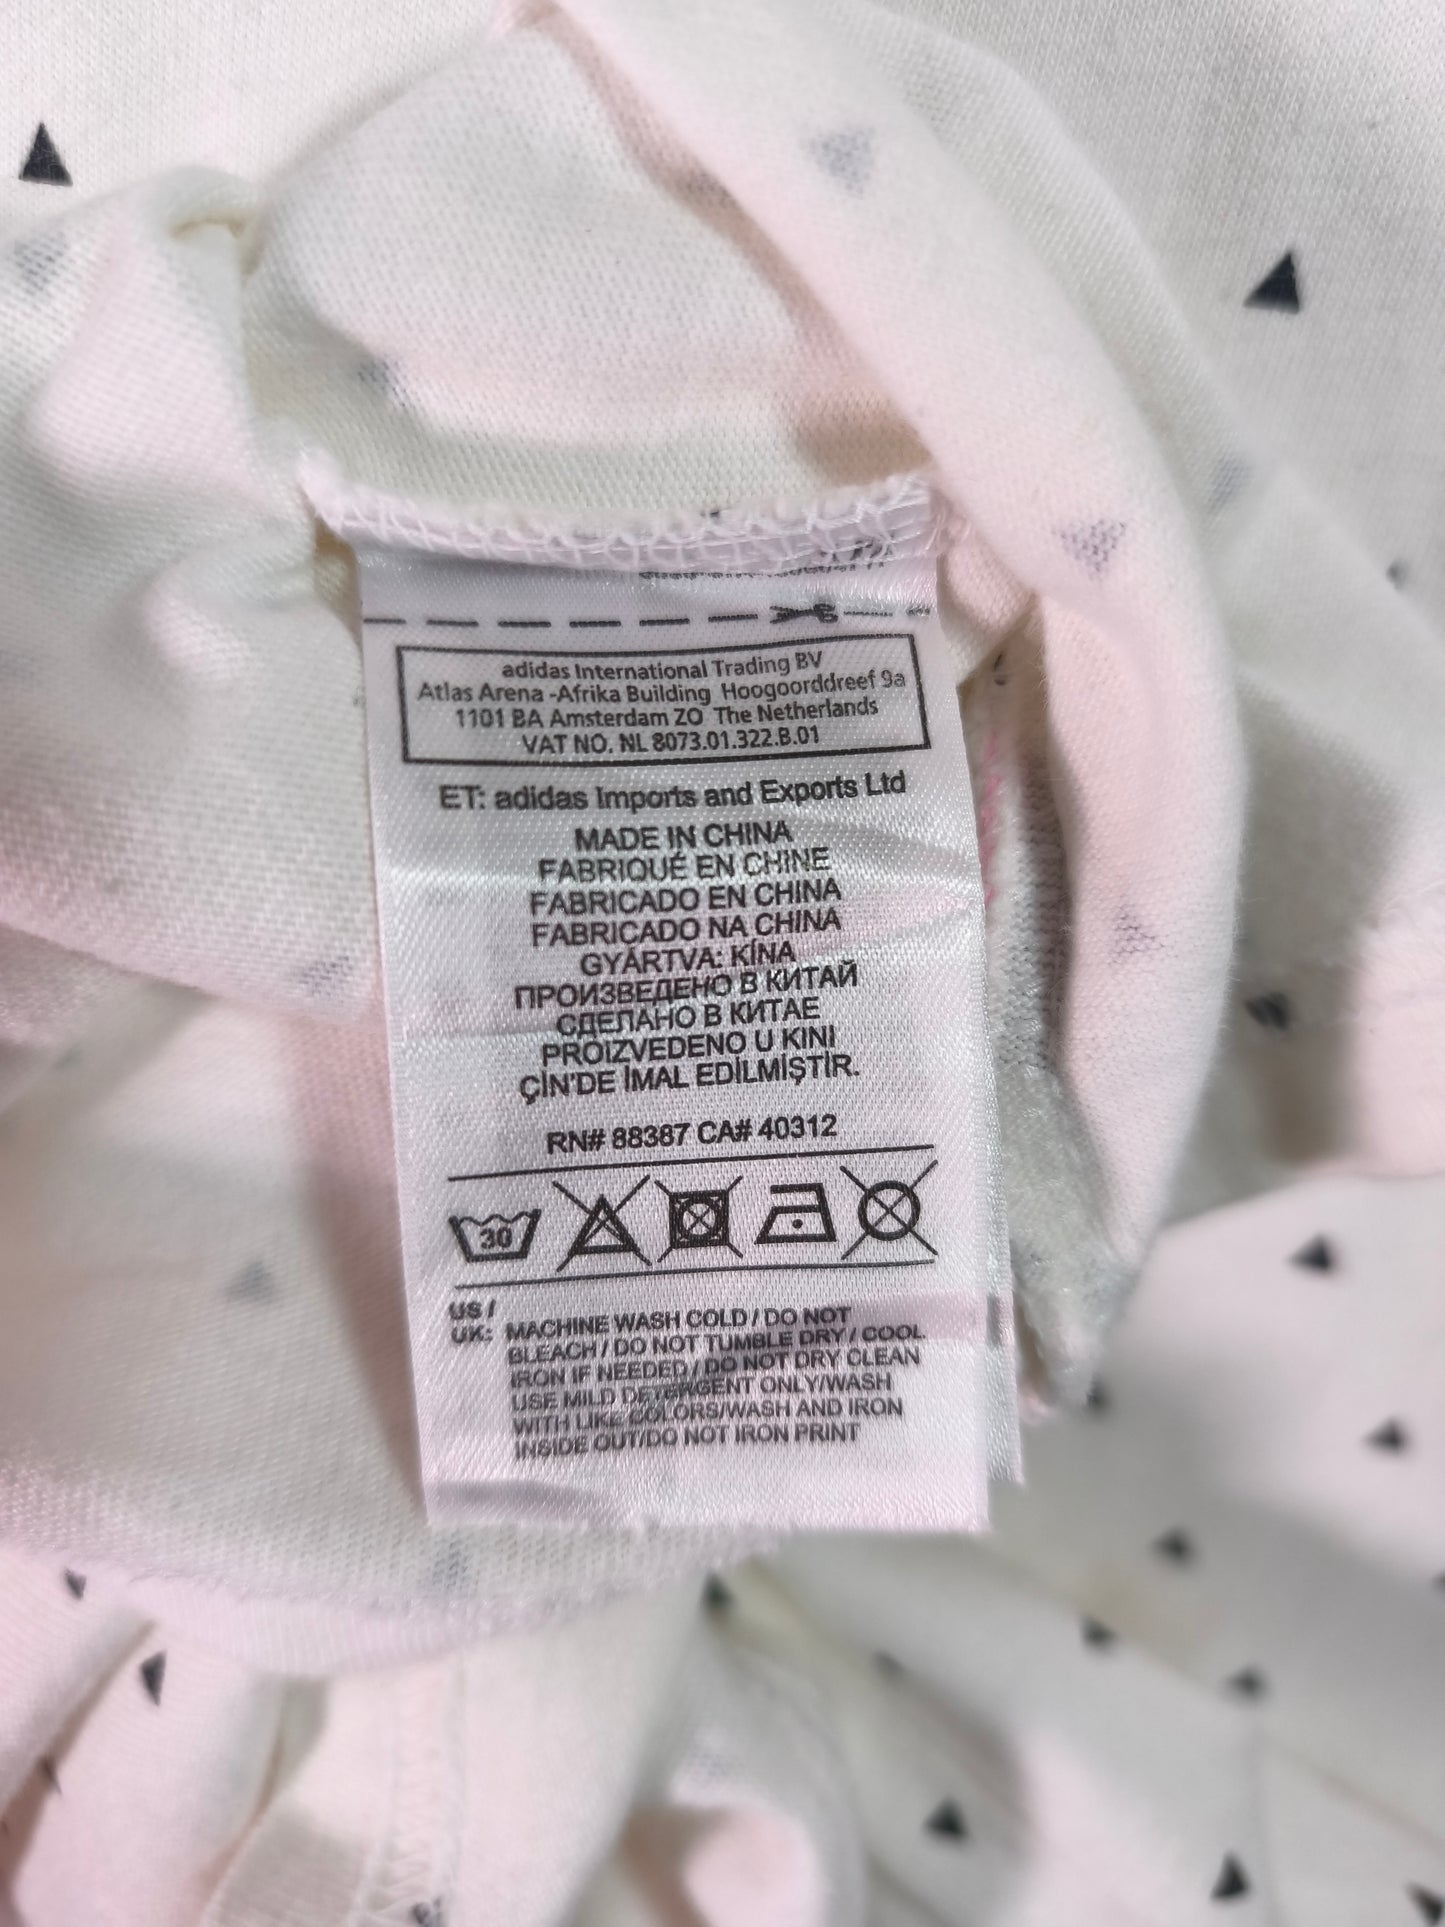 adidas International Trading BV
Atlas Arena -Afrika Building Hoogoorddreef 9a
1101 BA Amsterdam ZO The Netherlands
VAT NO. NL 8073.01.322.B.01
ET: adidas Imports and Exports Ltd
MADE IN CHINA
FABRIQUÉ EN CHINE
FABRICADO EN CHINA
FABRICADO NA CHINA
GYÁRTVA: KÍNA
ПРОИЗВЕДЕНО В КИТАЙ
СДЕЛАНО В КИТАЕ
PROIZVEDENO U KINI
ÇİN'DE İMAL EDİLMİŞTİR.
RN# 88387 CA# 40312
30
US /
UK: MACHINE WASH COLD / DO NOT
BLEACH / DO NOT TUMBLE DRY / COOL
IRON IF NEEDED / DO NOT DRY CLEAN
USE MILD DETERGENT ONLY/WASH
WITH LIKE COLORS/WASH AND IRON
INSIDE OUT/DO NOT IRON PRINT